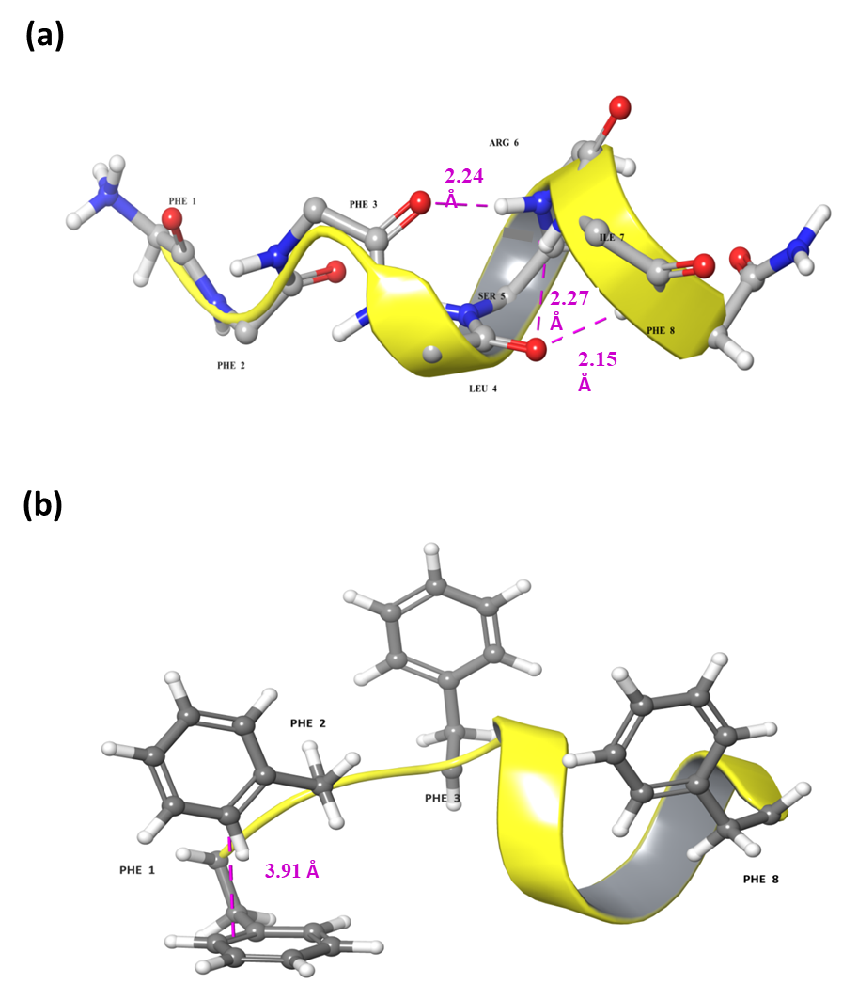 (a)
ARG 6
2.24
Å
PHE 1
PHE 3
ILE 7
SER 5
2.27
Å
PHE 8
PHE 2
2.15
Å
LEU 4
(b)
PHE 2
PHE 3
PHE 1
3.91 Å
PHE 8